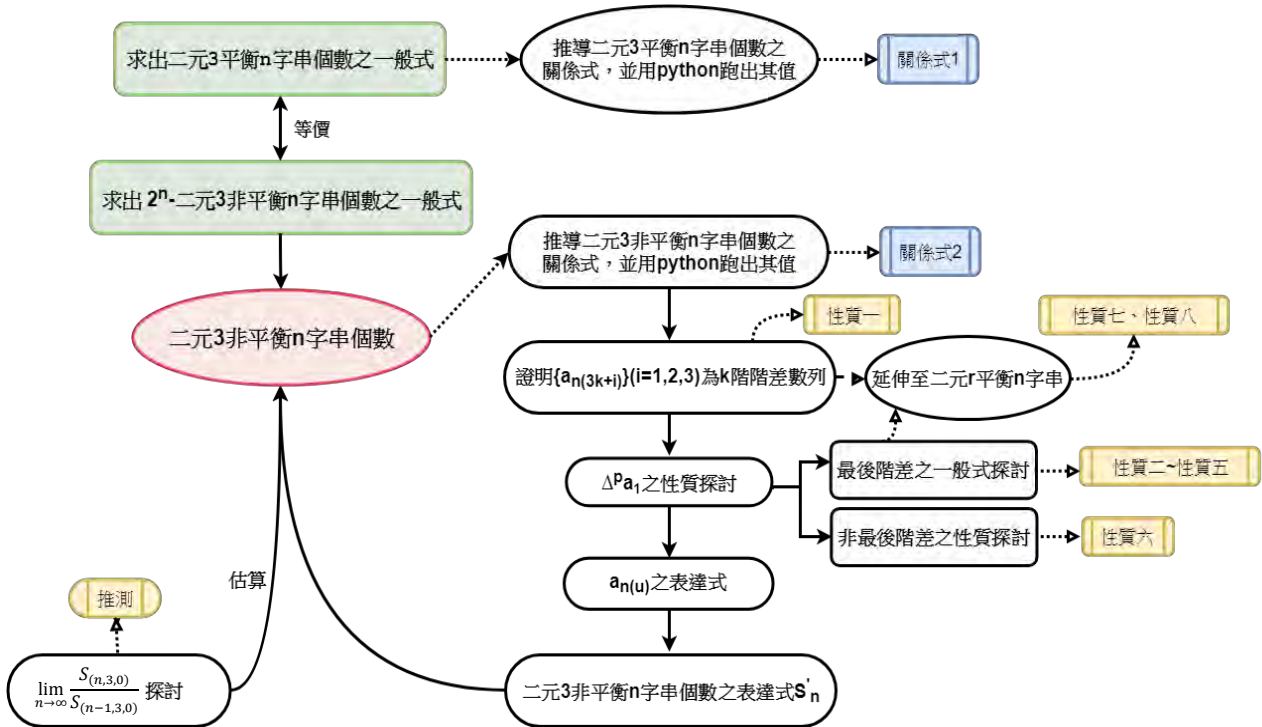 求出二元3平衡n字串個數之一般式
推導二元3平衡n字串個數之
關係式，並用python跑出其值
關係式1
等價
求出 2ⁿ-二元3非平衡n字串個數之一般式
推導二元3非平衡n字串個數之
關係式，並用python跑出其值
關係式2
二元3非平衡n字串個數
性質一
性質七、性質八
證明{a_{n(3k+i)}}(i=1,2,3)為k階階差數列
延伸至二元r平衡n字串
Δᵖa₁之性質探討
最後階差之一般式探討
性質二~性質五
非最後階差之性質探討
性質六
a_{n(u)}之表達式
估算
推測
lim_{n→∞} S_{(n,3,0)}/S_{(n-1,3,0)} 探討
二元3非平衡n字串個數之表達式S'_n